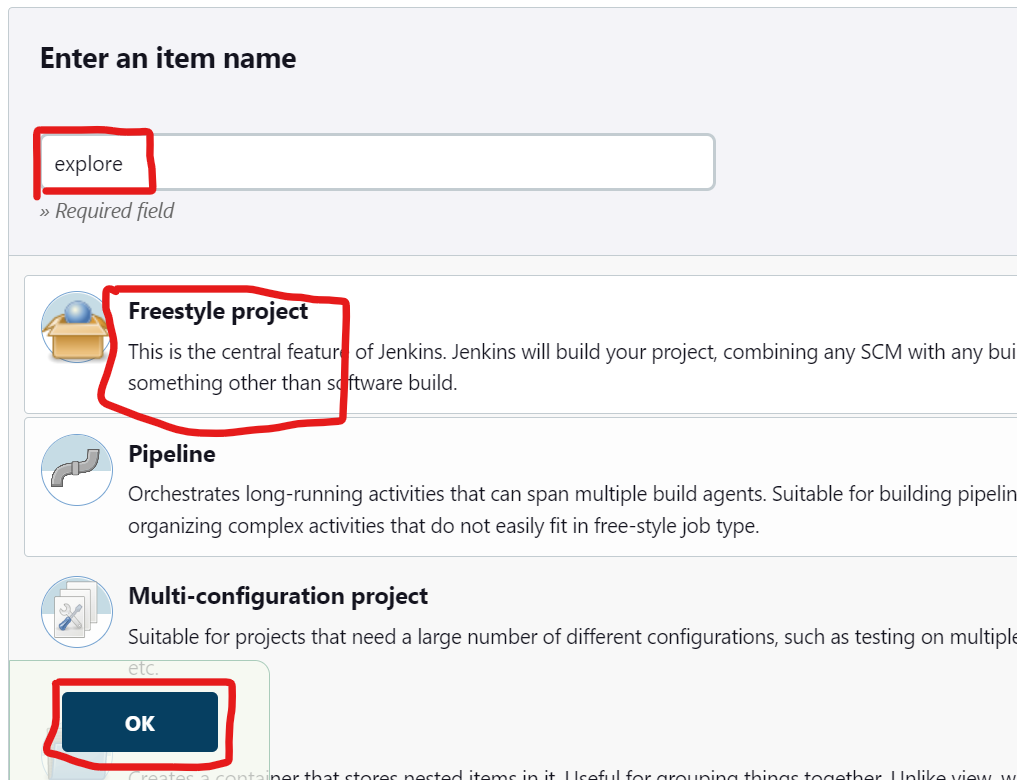 Enter an item name
explore
» Required field
Freestyle project
This is the central feature of Jenkins. Jenkins will build your project, combining any SCM with any bui
something other than software build.
Pipeline
Orchestrates long-running activities that can span multiple build agents. Suitable for building pipelin
organizing complex activities that do not easily fit in free-style job type.
Multi-configuration project
Suitable for projects that need a large number of different configurations, such as testing on multiple
etc.
OK
Creates a container that stores nested items in it. Useful for grouping things together. Unlike view, w